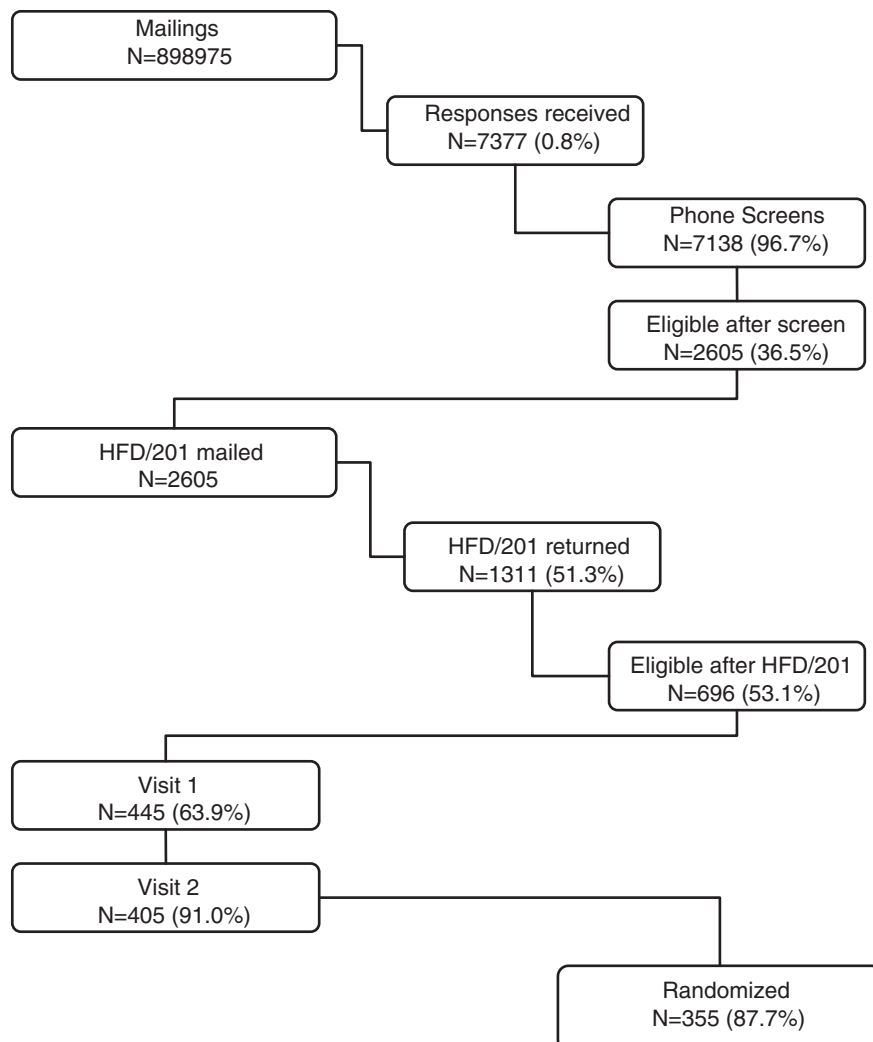 Mailings
N=898975
Responses received
N=7377 (0.8%)
Phone Screens
N=7138 (96.7%)
Eligible after screen
N=2605 (36.5%)
HFD/201 mailed
N=2605
HFD/201 returned
N=1311 (51.3%)
Eligible after HFD/201
N=696 (53.1%)
Visit 1
N=445 (63.9%)
Visit 2
N=405 (91.0%)
Randomized
N=355 (87.7%)